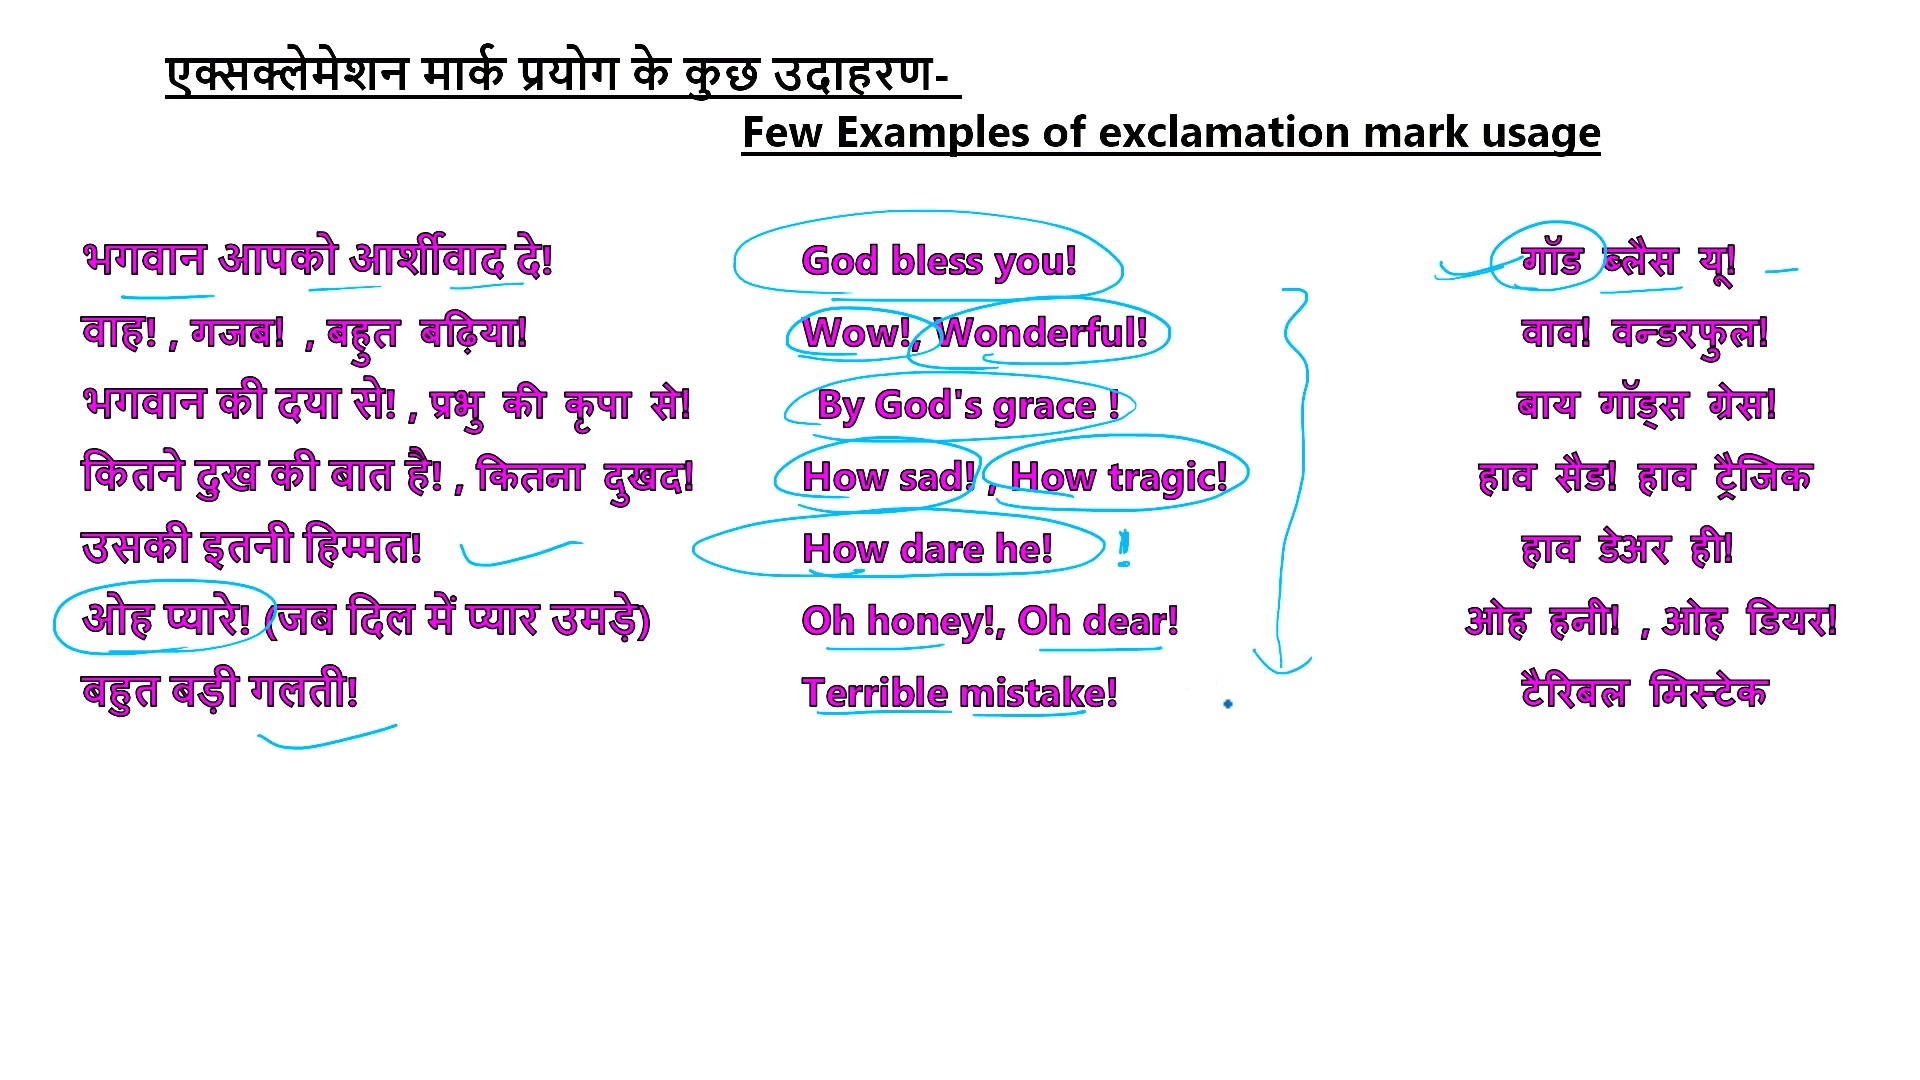 एक्सक्लेमेशन मार्क प्रयोग के कुछ उदाहरण-
Few Examples of exclamation mark usage
भगवान आपको आर्शीवाद दे! God bless you! गॉड ब्लैस यू!
वाह! , गजब! , बहुत बढ़िया! Wow!, Wonderful! वाव! वन्डरफुल!
भगवान की दया से! , प्रभु की कृपा से! By God's grace ! बाय गॉड्स ग्रेस!
कितने दुख की बात है! , कितना दुखद! How sad! , How tragic! हाव सैड! हाव ट्रैजिक
उसकी इतनी हिम्मत! How dare he! ! हाव डेअर ही!
ओह प्यारे! (जब दिल में प्यार उमड़े) Oh honey!, Oh dear! ओह हनी! , ओह डियर!
बहुत बड़ी गलती! Terrible mistake! टैरिबल मिस्टेक